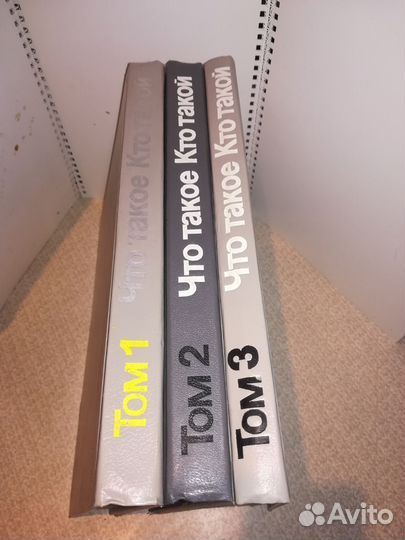 Что такое Кто такой
Том 1
Что такое Кто такой
Том 2
Что такое Кто такой
Том 3
Avito